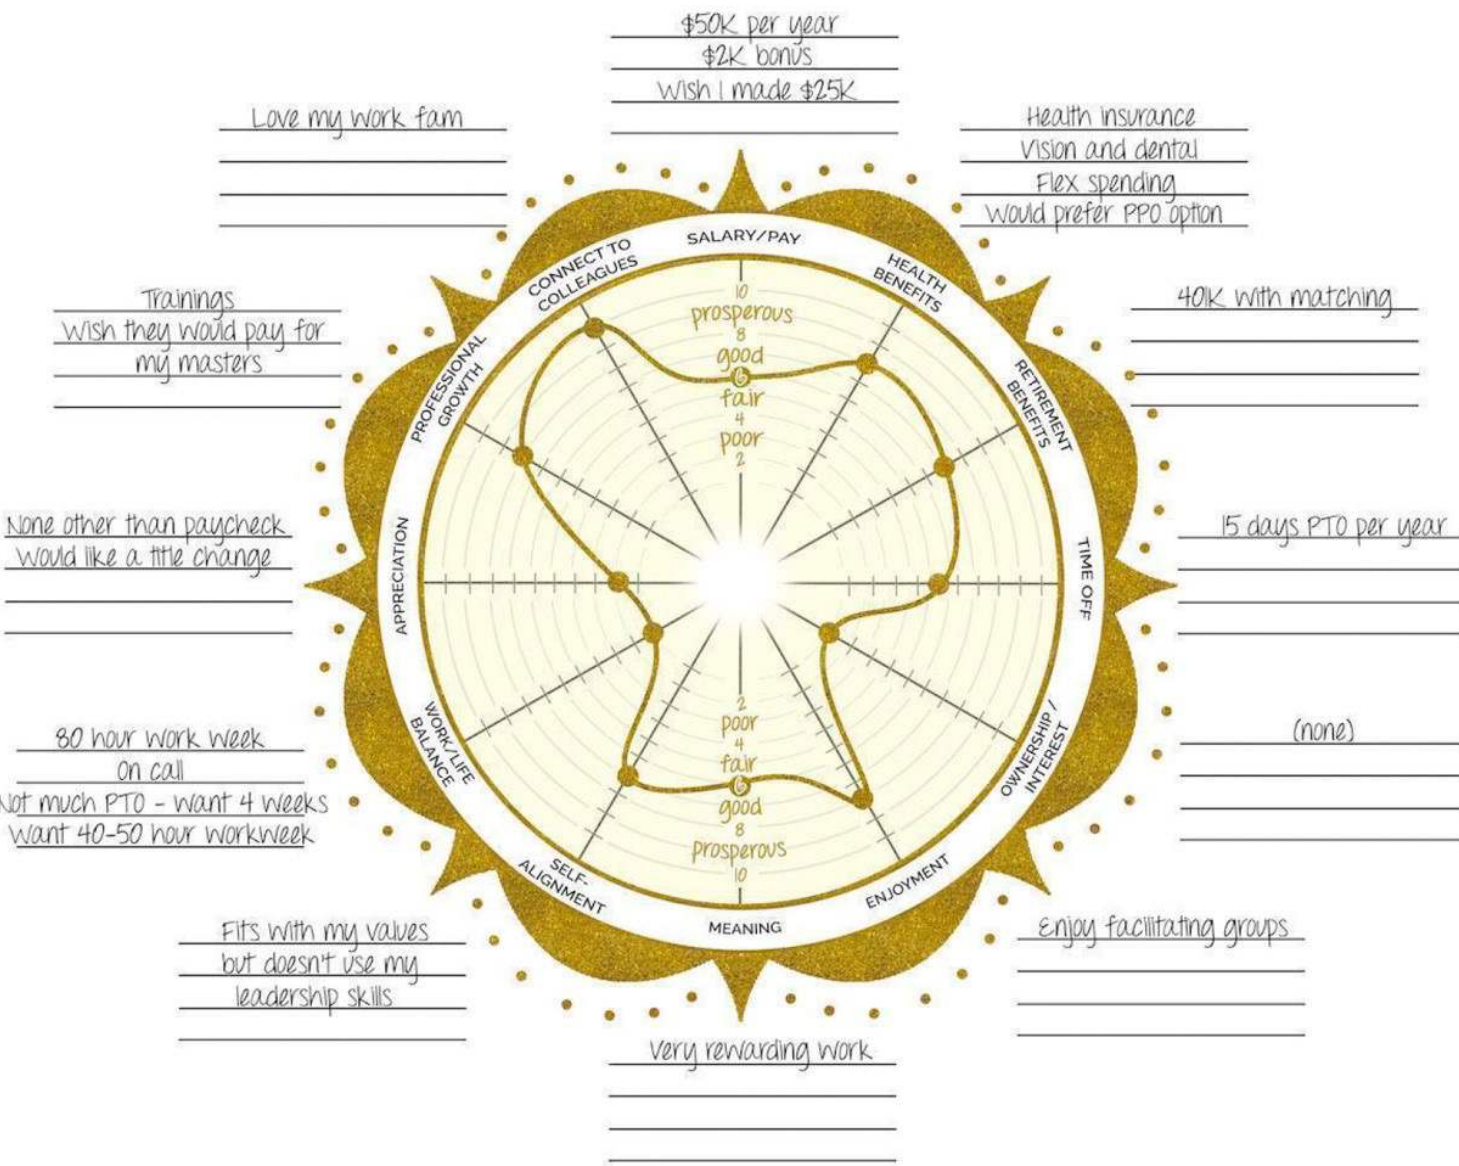 $50K per year
$2K bonus
Wish I made $25K
Love my work fam
Health insurance
Vision and dental
Flex spending
Would prefer PPO option
Trainings
Wish they would pay for
my masters
401K with matching
None other than paycheck
Would like a title change
15 days PTO per year
80 hour work week
On call
Not much PTO - want 4 weeks
Want 40-50 hour workweek
(none)
Fits with my values
but doesn't use my
leadership skills
Enjoy facilitating groups
Very rewarding work
SALARY/PAY
HEALTH
BENEFITS
RETIREMENT
BENEFITS
TIME OFF
OWNERSHIP /
INTEREST
ENJOYMENT
MEANING
SELF-
ALIGNMENT
WORK/LIFE
BALANCE
APPRECIATION
PROFESSIONAL
GROWTH
CONNECT TO
COLLEAGUES
10
prosperous
8
good
6
fair
4
poor
2
2
poor
4
fair
6
good
8
prosperous
10